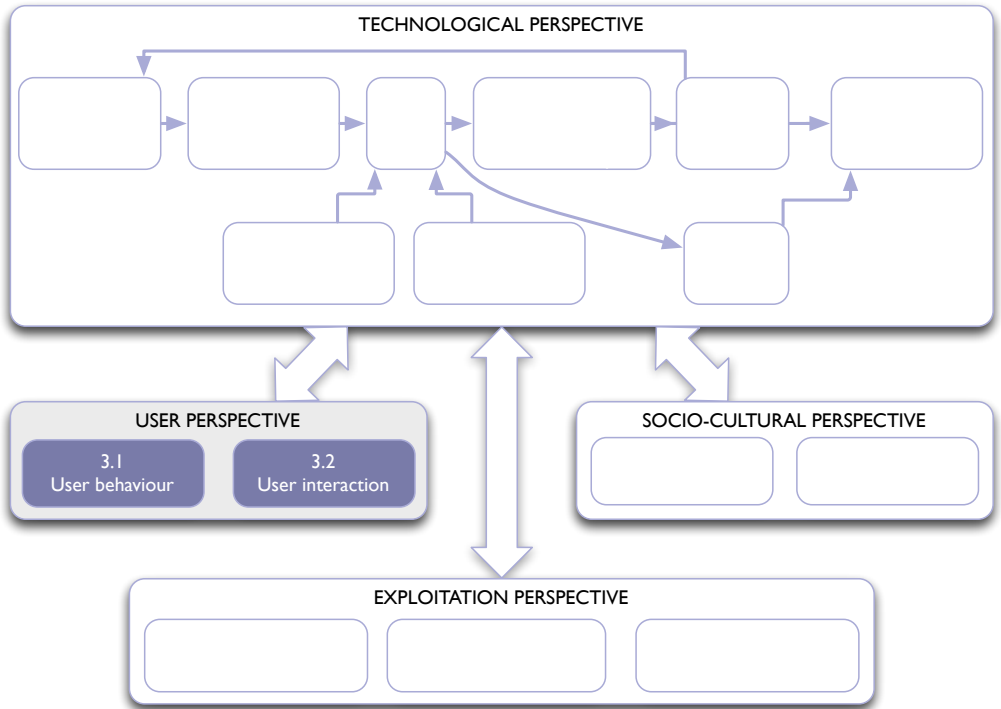 TECHNOLOGICAL PERSPECTIVE
USER PERSPECTIVE
3.1
User behaviour
3.2
User interaction
SOCIO-CULTURAL PERSPECTIVE
EXPLOITATION PERSPECTIVE